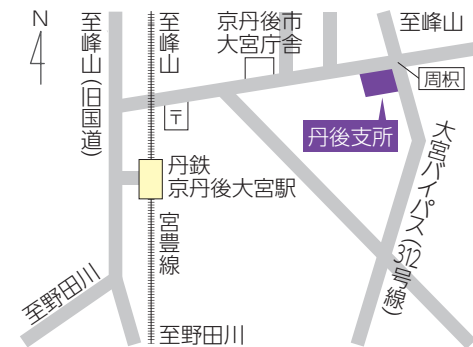 N
至峰山(旧国道)
至峰山
京丹後市
大宮庁舎
至峰山
周枳
〒
丹後支所
丹鉄
京丹後大宮駅
大宮バイパス(312号線)
宮豊線
至野田川
至野田川